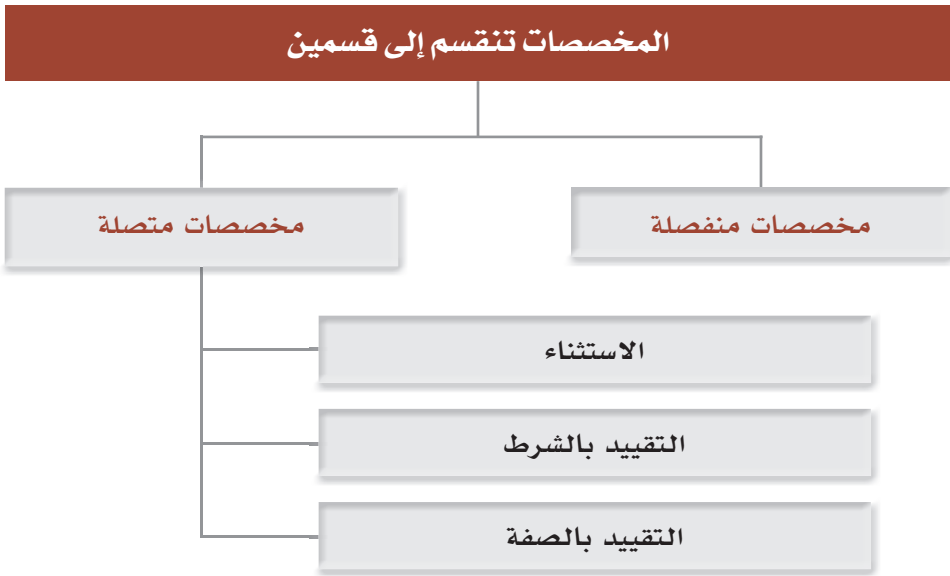 المخصصات تنقسم إلى قسمين
مخصصات منفصلة
مخصصات متصلة
الاستثناء
التقييد بالشرط
التقييد بالصفة